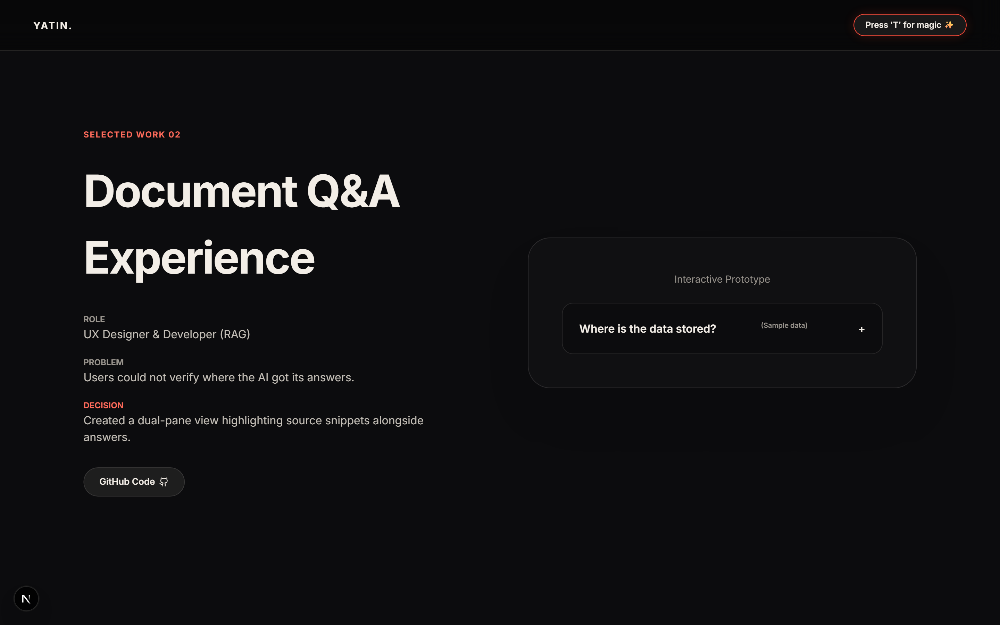 YATIN.
Press 'T' for magic ✨
SELECTED WORK 02
Document Q&A
Experience
ROLE
UX Designer & Developer (RAG)
PROBLEM
Users could not verify where the AI got its answers.
DECISION
Created a dual-pane view highlighting source snippets alongside
answers.
GitHub Code
Interactive Prototype
Where is the data stored? (Sample data) +
N